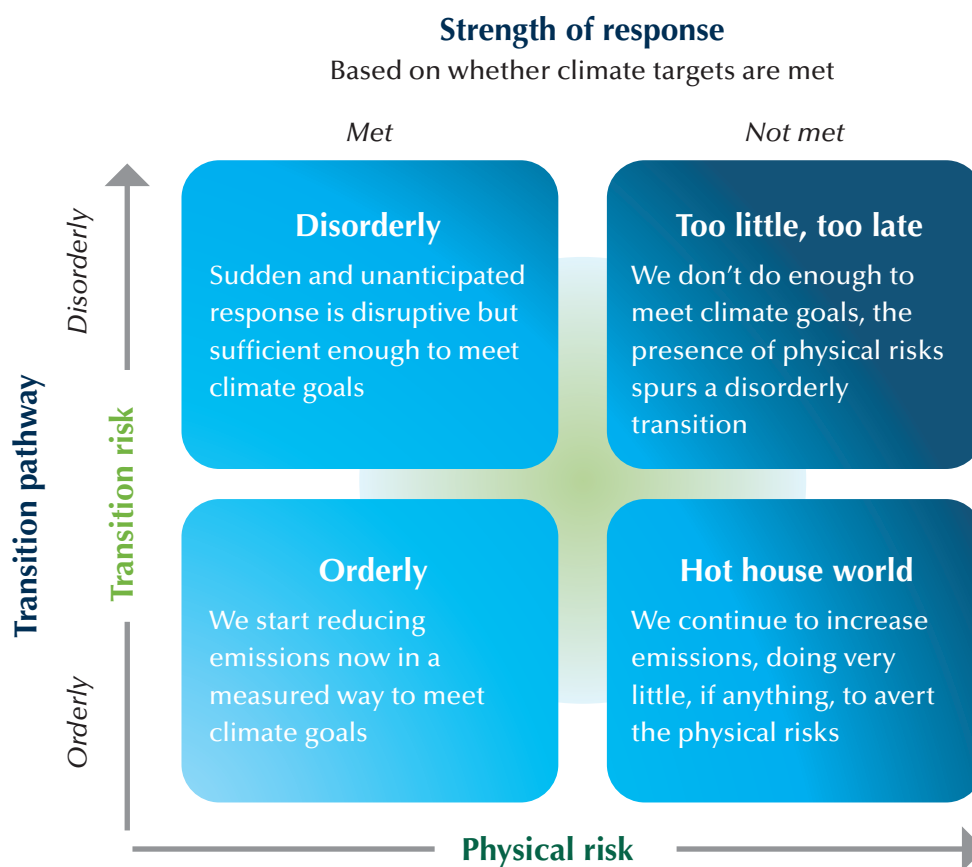 Strength of response
Based on whether climate targets are met
Met
Not met
Transition pathway
Transition risk
Disorderly
Orderly
Disorderly
Sudden and unanticipated
response is disruptive but
sufficient enough to meet
climate goals
Too little, too late
We don’t do enough to
meet climate goals, the
presence of physical risks
spurs a disorderly
transition
Orderly
We start reducing
emissions now in a
measured way to meet
climate goals
Hot house world
We continue to increase
emissions, doing very
little, if anything, to avert
the physical risks
Physical risk